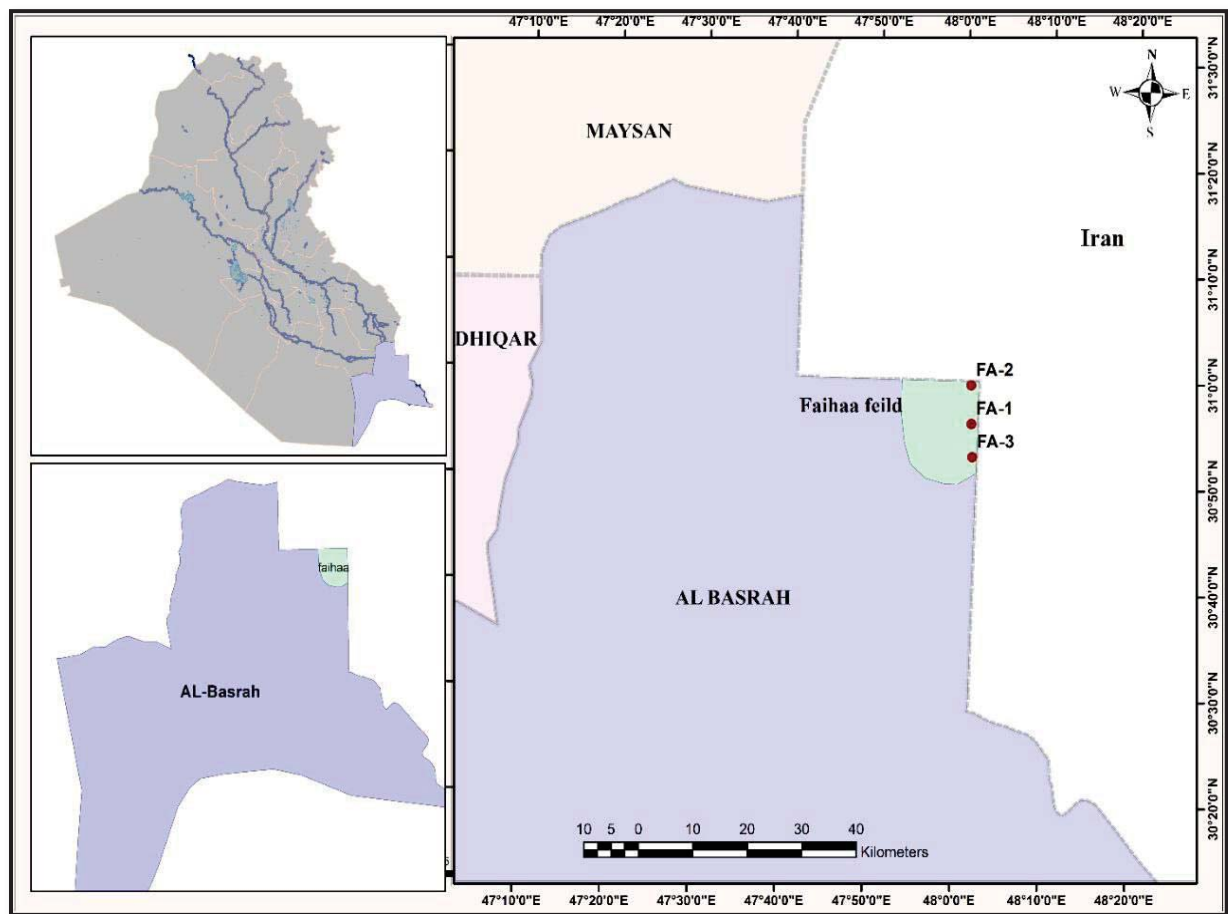 47°10'0"E 47°20'0"E 47°30'0"E 47°40'0"E 47°50'0"E 48°0'0"E 48°10'0"E 48°20'0"E
N
W E
S
MAYSAN
Iran
DHIQAR
FA-2
Faihaa feild
FA-1
FA-3
AL BASRAH
faihaa
AL-Basrah
10 5 0 10 20 30 40
Kilometers
31°30'0"N
31°20'0"N
31°10'0"N
31°0'0"N
30°50'0"N
30°40'0"N
30°30'0"N
30°20'0"N
47°10'0"E 47°20'0"E 47°30'0"E 47°40'0"E 47°50'0"E 48°0'0"E 48°10'0"E 48°20'0"E